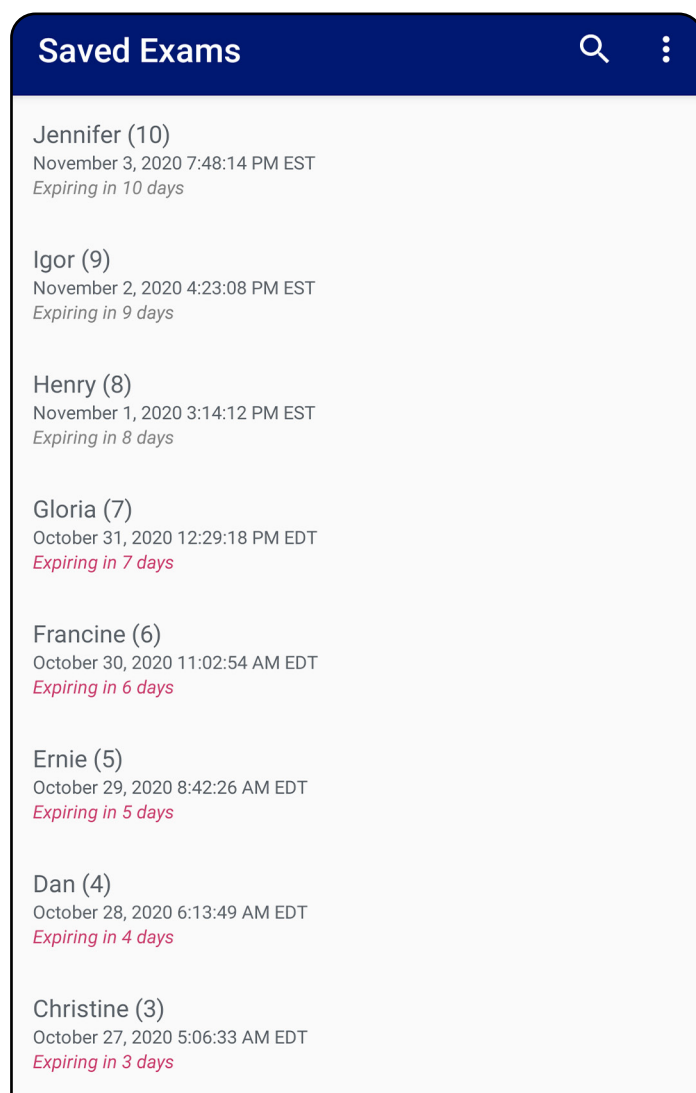 Saved Exams
Jennifer (10)
November 3, 2020 7:48:14 PM EST
Expiring in 10 days
Igor (9)
November 2, 2020 4:23:08 PM EST
Expiring in 9 days
Henry (8)
November 1, 2020 3:14:12 PM EST
Expiring in 8 days
Gloria (7)
October 31, 2020 12:29:18 PM EDT
Expiring in 7 days
Francine (6)
October 30, 2020 11:02:54 AM EDT
Expiring in 6 days
Ernie (5)
October 29, 2020 8:42:26 AM EDT
Expiring in 5 days
Dan (4)
October 28, 2020 6:13:49 AM EDT
Expiring in 4 days
Christine (3)
October 27, 2020 5:06:33 AM EDT
Expiring in 3 days